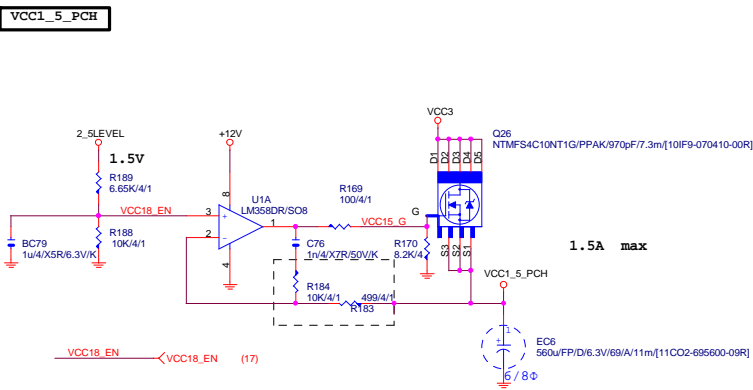 VCC1_5_PCH
2_5LEVEL
1.5V
R189
6.65K/4/1
VCC18_EN
R188
10K/4/1
BC79
1u/4/X5R/6.3V/K
+12V
8
U1A
LM358DR/SO8
3
+
2
-
1
4
R169
100/4/1
VCC15_G
C76
1n/4/X7R/50V/K
R184
10K/4/1
499/4/1
R183
R170
8.2K/4
VCC3
Q26
NTMFS4C10NT1G/PPAK/970pF/7.3m/[10IF9-070410-00R]
D1
D2
D3
D4
D5
G
S3
S2
S1
1.5A max
VCC1_5_PCH
1
+
EC6
560u/FP/D/6.3V/69/A/11m/[11CO2-695600-09R]
6/8Φ
VCC18_EN
VCC18_EN
(17)